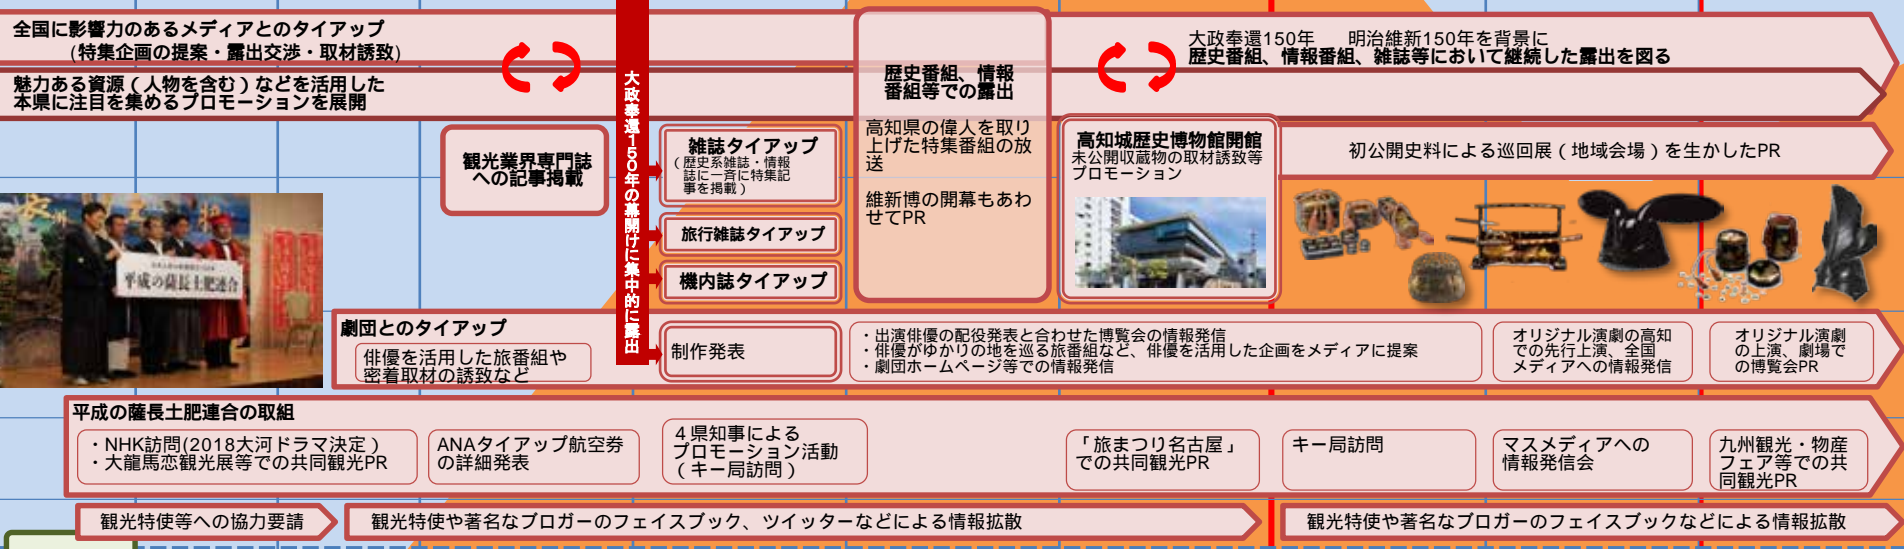 全国に影響力のあるメディアとのタイアップ
(特集企画の提案・露出交渉・取材誘致)
魅力ある資源(人物を含む)などを活用した
本県に注目を集めるプロモーションを展開
大政奉還150年の幕開けに集中的に露出
歴史番組、情報
番組等での露出
高知県の偉人を取り
上げた特集番組の放
送
維新博の開幕もあわ
せてPR
大政奉還150年 明治維新150年を背景に
歴史番組、情報番組、雑誌等において継続した露出を図る
観光業界専門誌
への記事掲載
雑誌タイアップ
(歴史系雑誌・情報
誌に一斉に特集記
事を掲載)
旅行雑誌タイアップ
機内誌タイアップ
高知城歴史博物館開館
未公開収蔵物の取材誘致等
プロモーション
初公開史料による巡回展(地域会場)を生かしたPR
平成の薩長土肥連合
劇団とのタイアップ
俳優を活用した旅番組や
密着取材の誘致など
制作発表
・出演俳優の配役発表と合わせた博覧会の情報発信
・俳優がゆかりの地を巡る旅番組など、俳優を活用した企画をメディアに提案
・劇団ホームページ等での情報発信
オリジナル演劇の高知
での先行上演、全国
メディアへの情報発信
オリジナル演劇
の上演、劇場で
の博覧会PR
平成の薩長土肥連合の取組
・NHK訪問(2018大河ドラマ決定)
・大龍馬恋観光展等での共同観光PR
ANAタイアップ航空券
の詳細発表
4県知事による
プロモーション活動
(キー局訪問)
「旅まつり名古屋」
での共同観光PR
キー局訪問
マスメディアへの
情報発信会
九州観光・物産
フェア等での共
同観光PR
観光特使等への協力要請
観光特使や著名なブロガーのフェイスブック、ツイッターなどによる情報拡散
観光特使や著名なブロガーのフェイスブックなどによる情報拡散